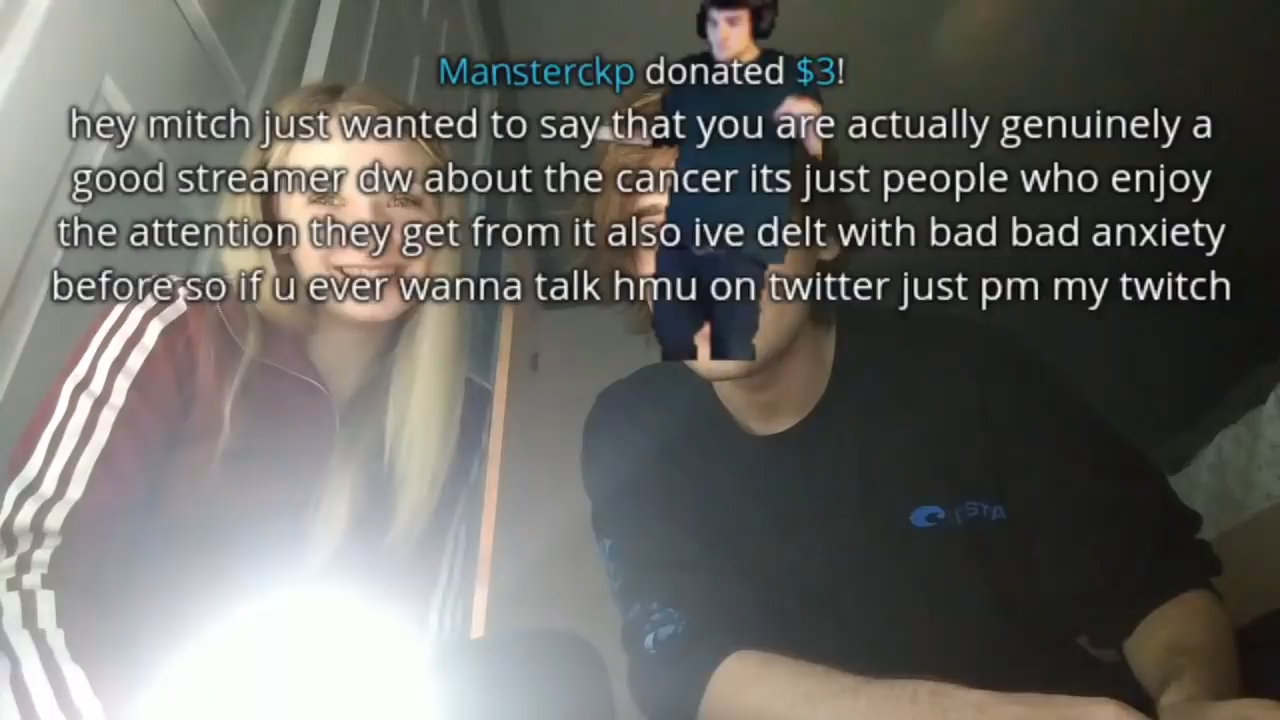 Mansterckp donated $3!
hey mitch just wanted to say that you are actually genuinely a
good streamer dw about the cancer its just people who enjoy
the attention they get from it also ive delt with bad bad anxiety
before so if u ever wanna talk hmu on twitter just pm my twitch